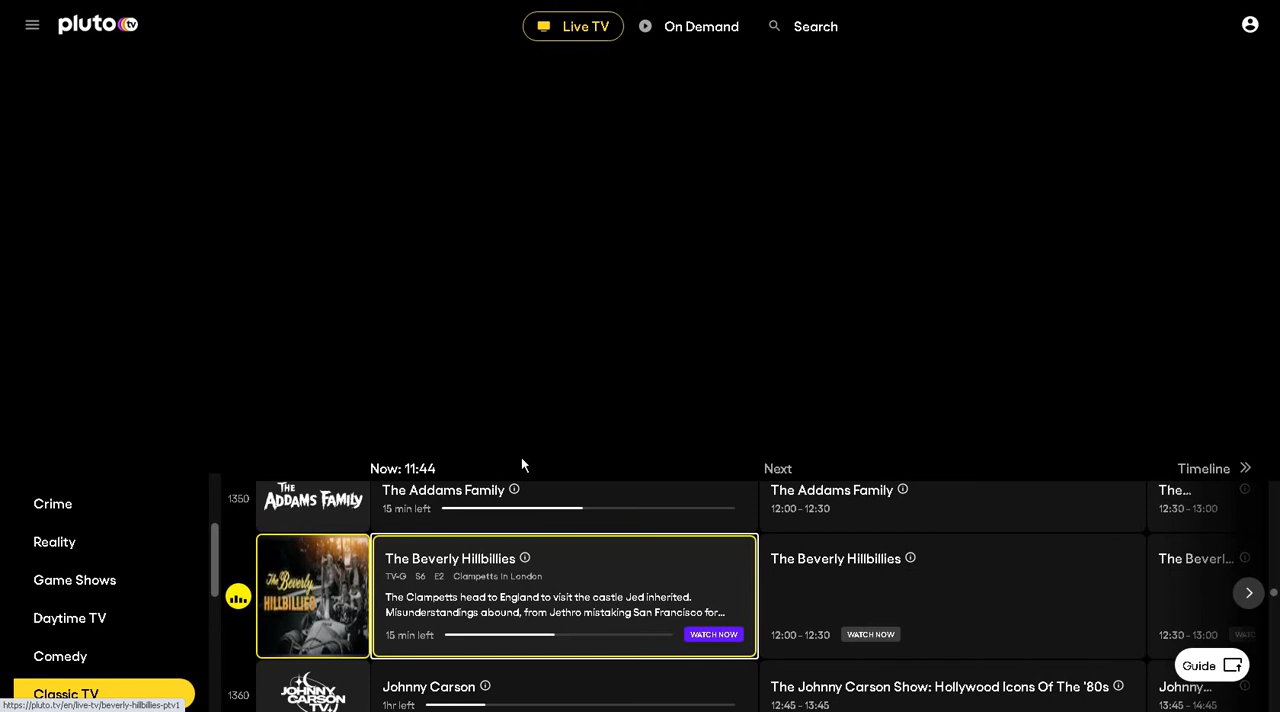 pluto tv
Live TV
On Demand
Search
Now: 11:44
Next
Timeline
Crime
Reality
Game Shows
Daytime TV
Comedy
Classic TV
1350
THE ADDAMS FAMILY
The Addams Family
15 min left
The Addams Family
12:00 - 12:30
The...
12:30 - 13:00
The Beverly HILLBILLIES
The Beverly Hillbillies
TV-G S6 E2 Clampetts In London
The Clampetts head to England to visit the castle Jed inherited.
Misunderstandings abound, from Jethro mistaking San Francisco for...
15 min left
WATCH NOW
The Beverly Hillbillies
12:00 - 12:30
WATCH NOW
The Beverl...
12:30 - 13:00
Guide
1360
JOHNNY CARSON TV
Johnny Carson
1hr left
The Johnny Carson Show: Hollywood Icons Of The '80s
12:45 - 13:45
Johnny...
13:45 - 14:45
https://pluto.tv/en/live-tv/beverly-hillbillies-ptv1